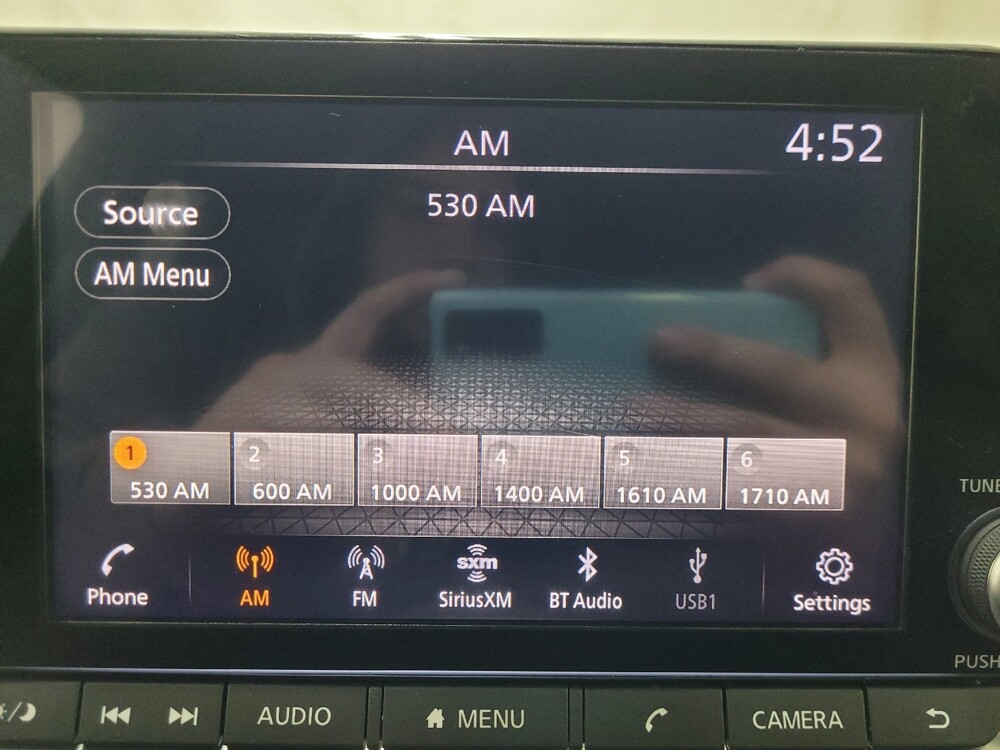 AM
4:52
530 AM
Source
AM Menu
1
530 AM
2
600 AM
3
1000 AM
4
1400 AM
5
1610 AM
6
1710 AM
Phone
AM
FM
sxm
SiriusXM
BT Audio
USB1
Settings
TUNE
PUSH
AUDIO
MENU
CAMERA